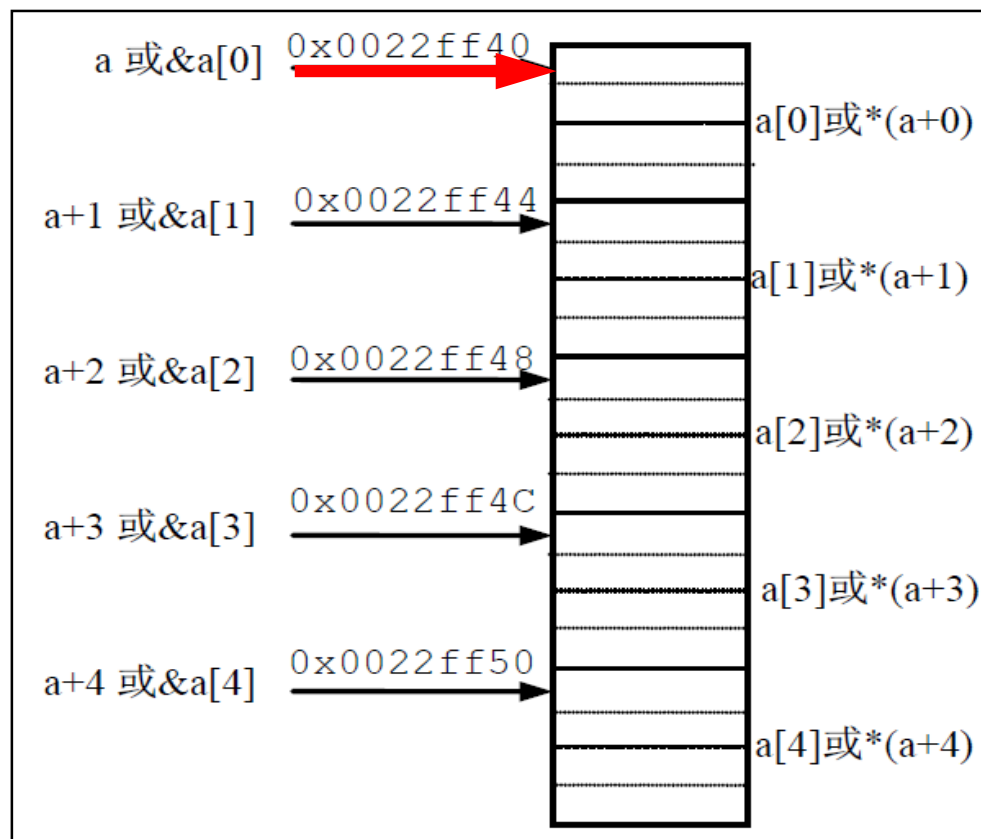 a 或&a[0] 0x0022ff40
a[0]或*(a+0)
a+1 或&a[1] 0x0022ff44
a[1]或*(a+1)
a+2 或&a[2] 0x0022ff48
a[2]或*(a+2)
a+3 或&a[3] 0x0022ff4C
a[3]或*(a+3)
a+4 或&a[4] 0x0022ff50
a[4]或*(a+4)